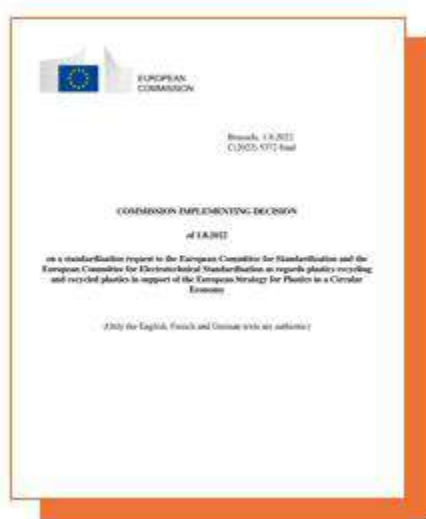 EUROPEAN
COMMISSION
Brussels, 1.8.2022
C(2022) 5372 final
COMMISSION IMPLEMENTING DECISION
of 1.8.2022
on a standardisation request to the European Committee for Standardisation and the
European Committee for Electrotechnical Standardisation as regards plastics recycling
and recycled plastics in support of the European Strategy for Plastics in a Circular
Economy
(Only the English, French and German texts are authentic)